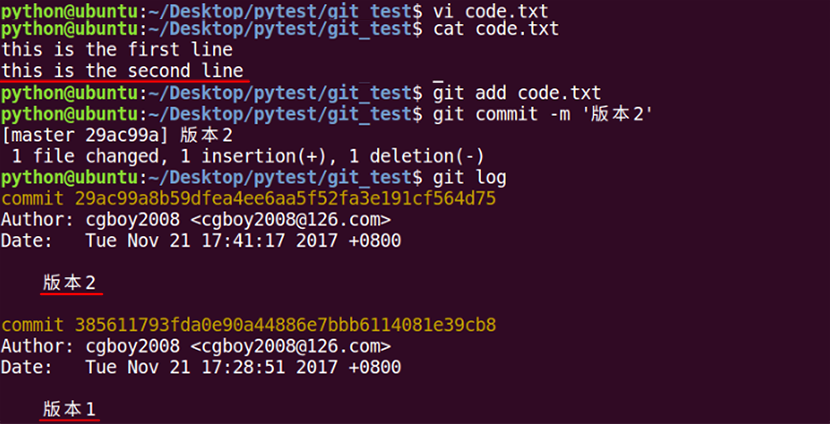 python@ubuntu:~/Desktop/pytest/git_test$ vi code.txt
python@ubuntu:~/Desktop/pytest/git_test$ cat code.txt
this is the first line
this is the second line
python@ubuntu:~/Desktop/pytest/git_test$ git add code.txt
python@ubuntu:~/Desktop/pytest/git_test$ git commit -m '版本2'
[master 29ac99a] 版本2
 1 file changed, 1 insertion(+), 1 deletion(-)
python@ubuntu:~/Desktop/pytest/git_test$ git log
commit 29ac99a8b59dfea4ee6aa5f52fa3e191cf564d75
Author: cgboy2008 <cgboy2008@126.com>
Date:   Tue Nov 21 17:41:17 2017 +0800
    版本2
commit 385611793fda0e90a44886e7bbb6114081e39cb8
Author: cgboy2008 <cgboy2008@126.com>
Date:   Tue Nov 21 17:28:51 2017 +0800
    版本1